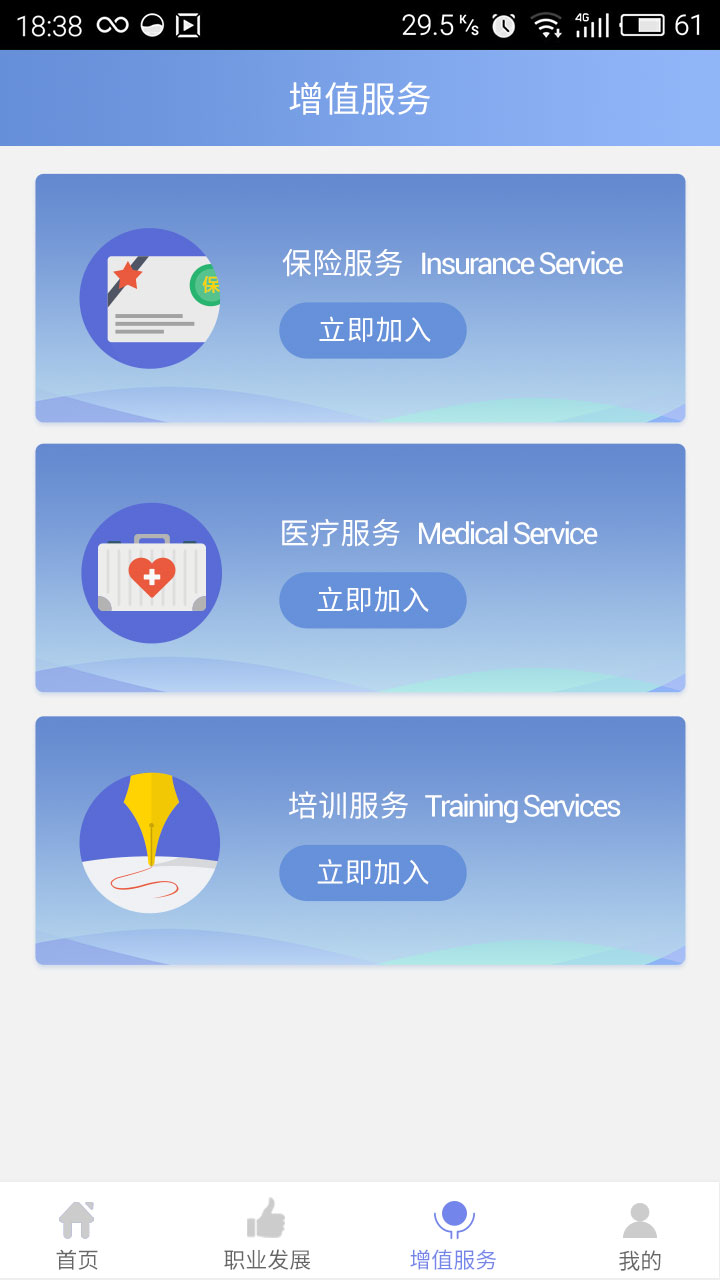 18:38 29.5 K/s 4G 61
增值服务
保
保险服务 Insurance Service
立即加入
医疗服务 Medical Service
立即加入
培训服务 Training Services
立即加入
首页 职业发展 增值服务 我的